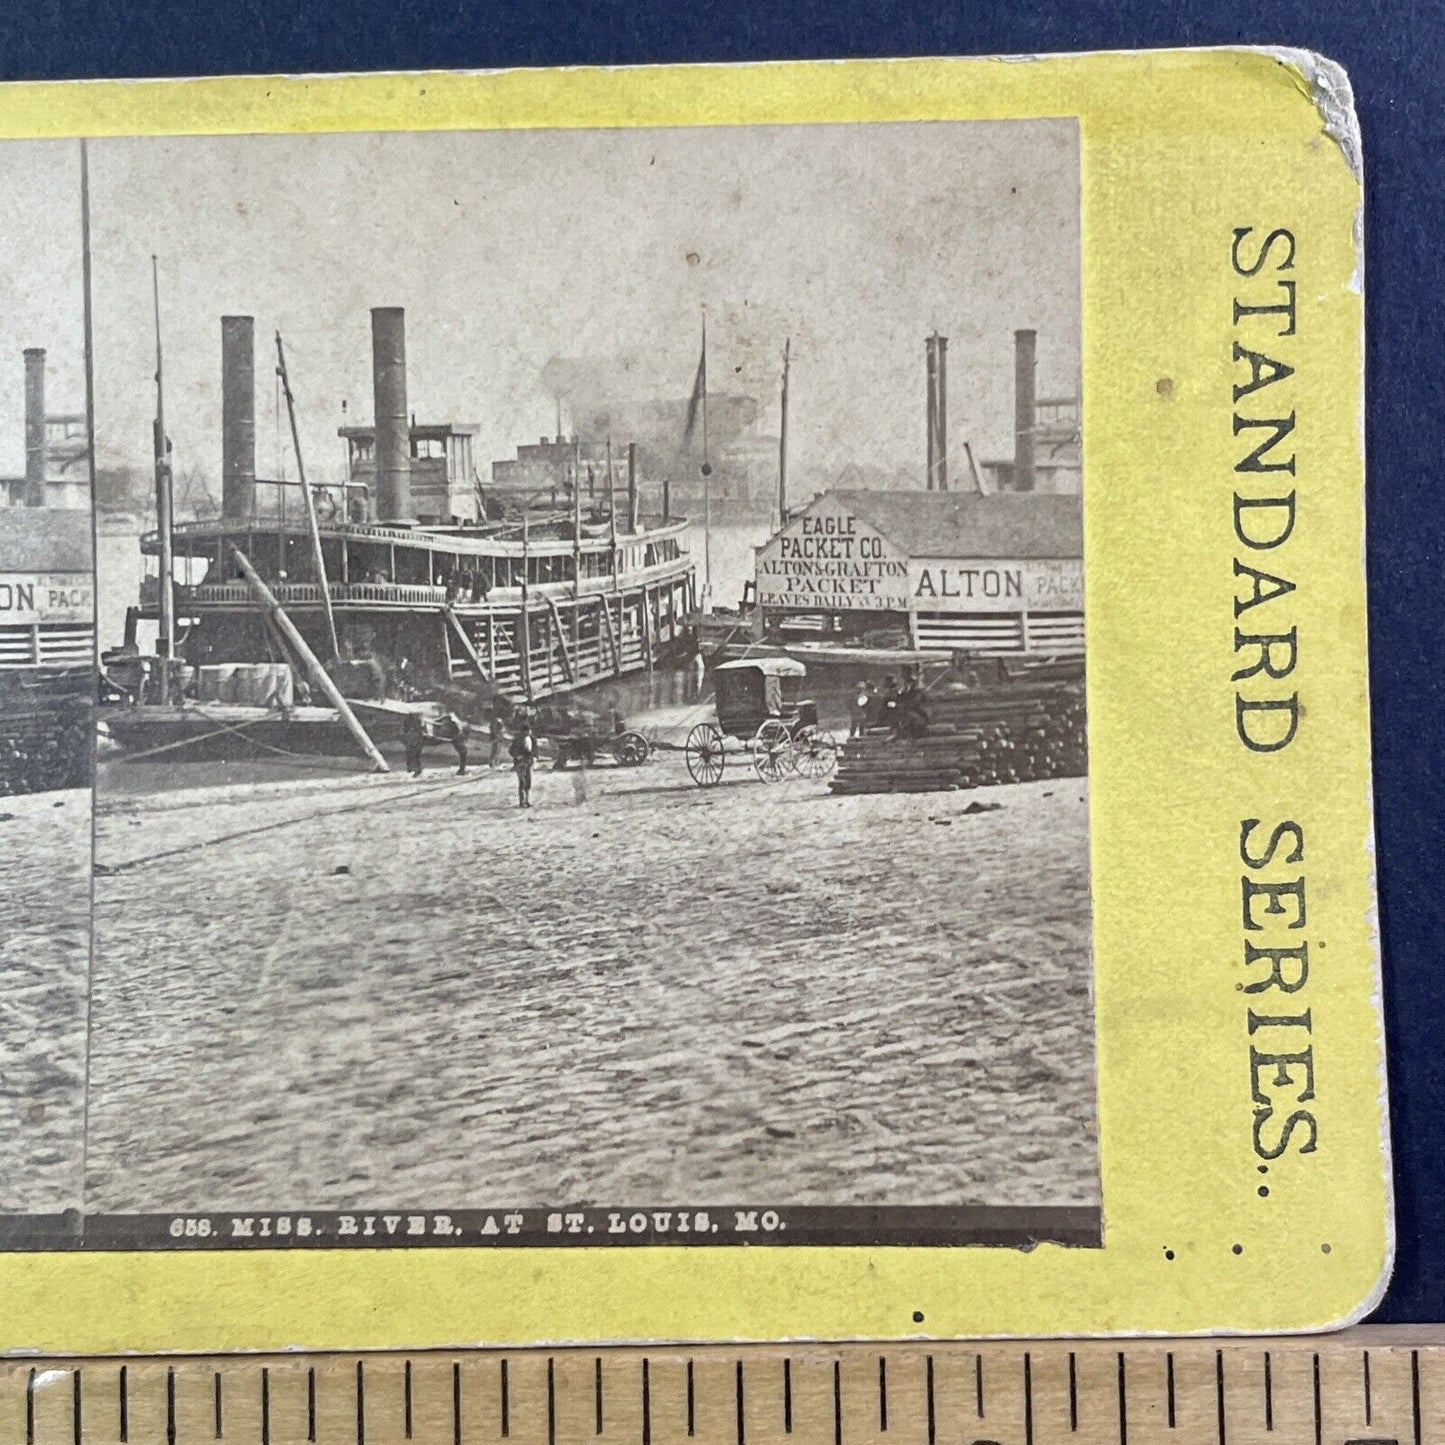 ON PACK
EAGLE
PACKET CO.
ALTON & GRAFTON
PACKET
LEAVES DAILY AT 3 P.M
ALTON PACK
658. MISS. RIVER, AT ST. LOUIS, MO.
STANDARD SERIES.